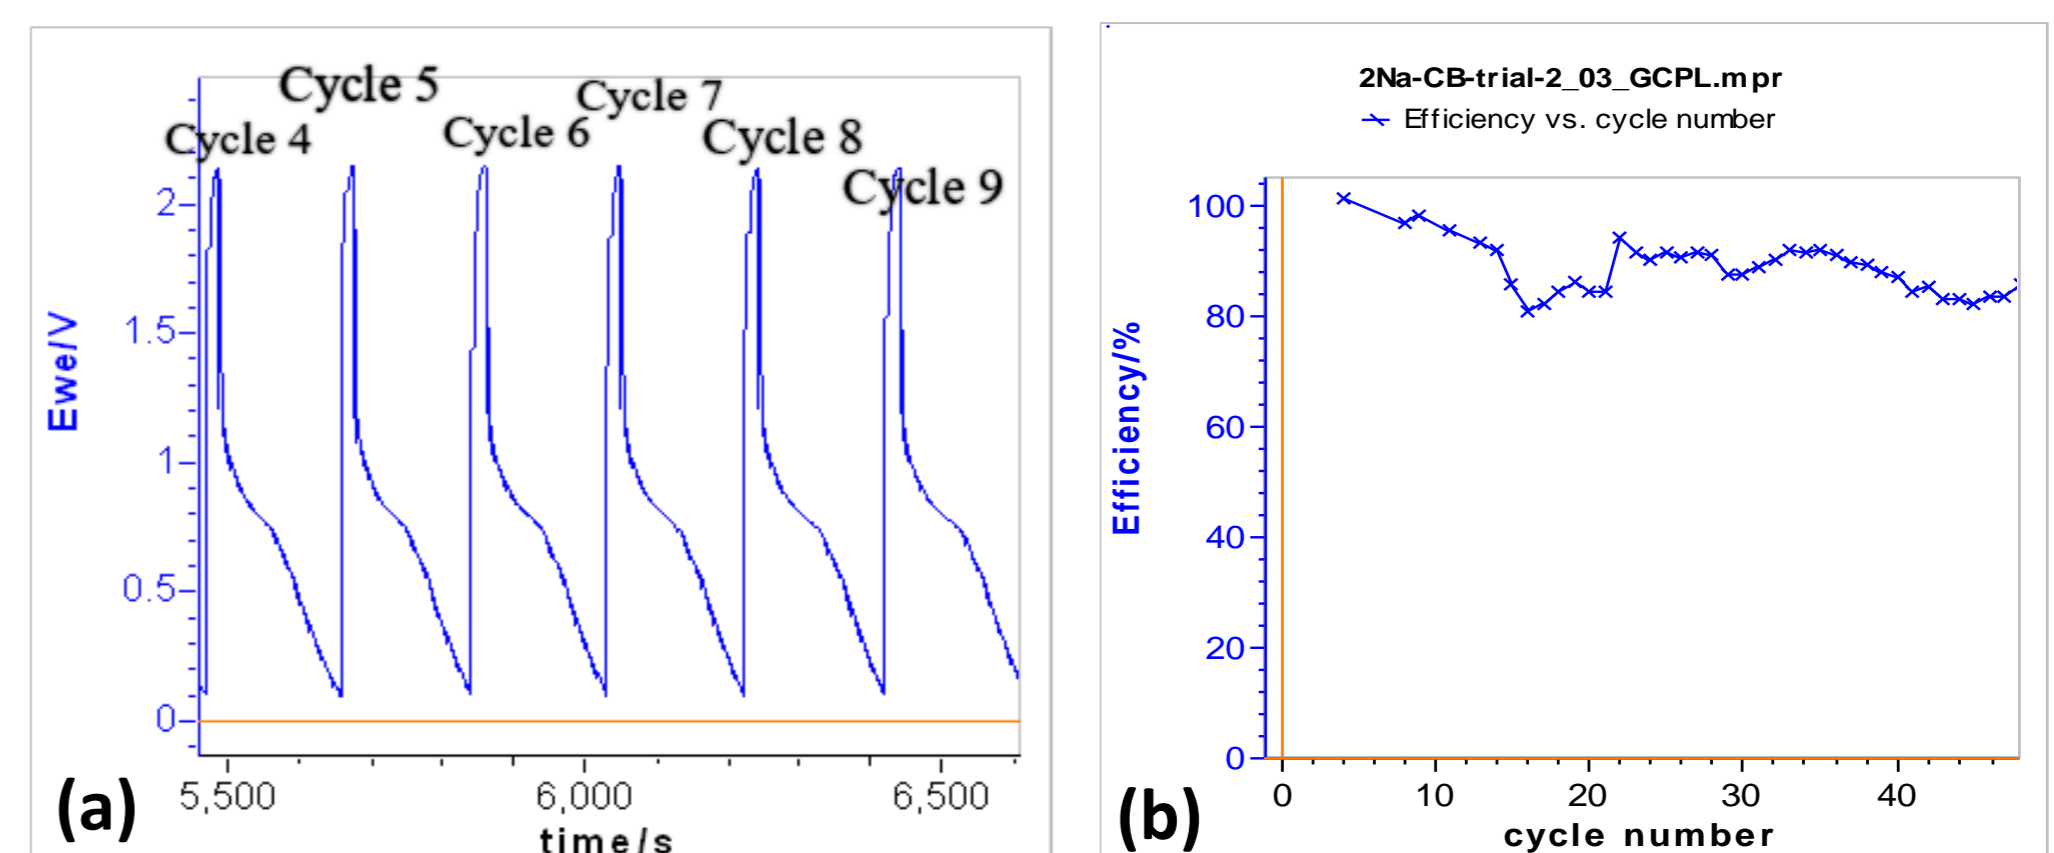 Cycle 5
Cycle 7
Cycle 4
Cycle 6
Cycle 8
Cycle 9
2
1.5
1
0.5
0
Ewe/V
5,500 6,000 6,500
time/s
(a)
2Na-CB-trial-2_03_GCPL.mpr
Efficiency vs. cycle number
100
80
60
40
20
0
Efficiency/%
0 10 20 30 40
cycle number
(b)